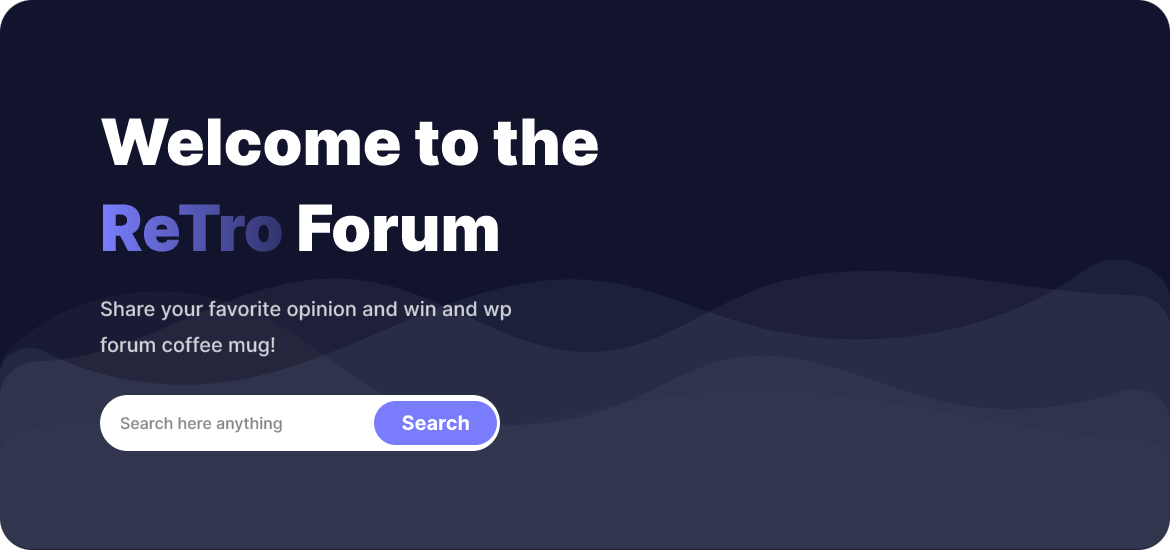 Welcome to the
ReTro Forum
Share your favorite opinion and win and wp
forum coffee mug!
Search here anything
Search